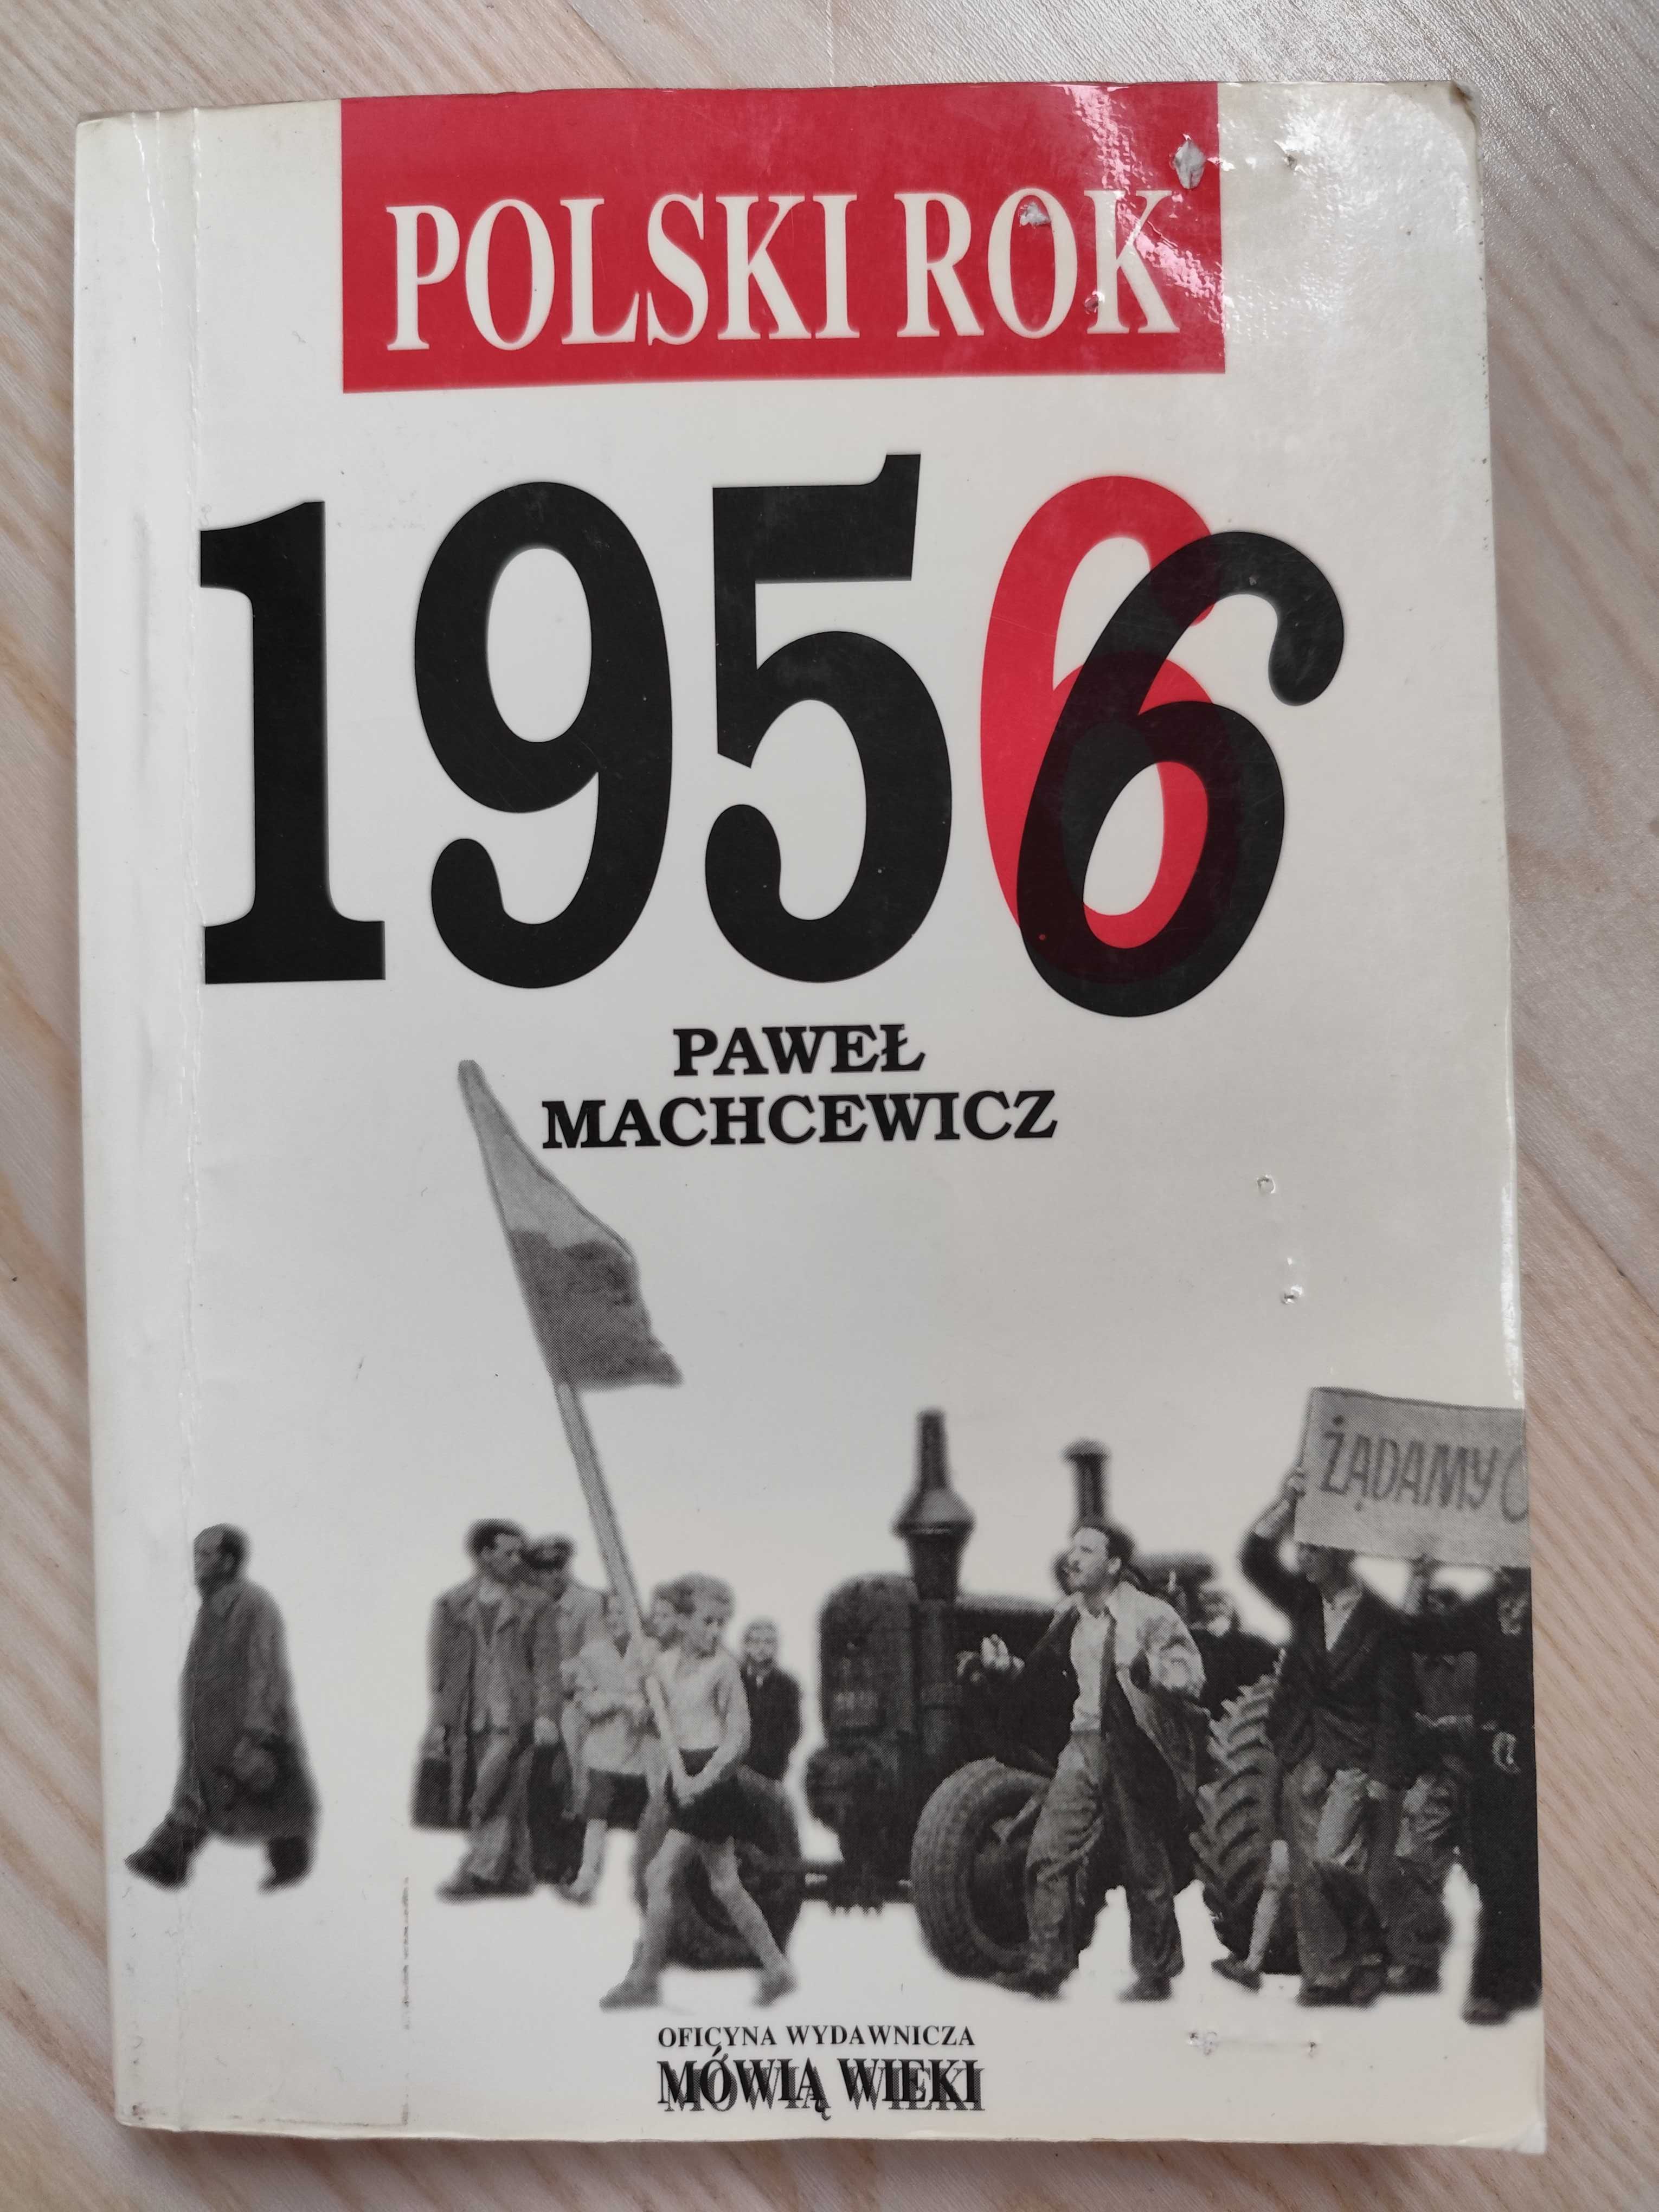 POLSKI ROK
1956
PAWEŁ
MACHCEWICZ
ŻĄDAMY
OFICYNA WYDAWNICZA
MÓWIĄ WIEKI